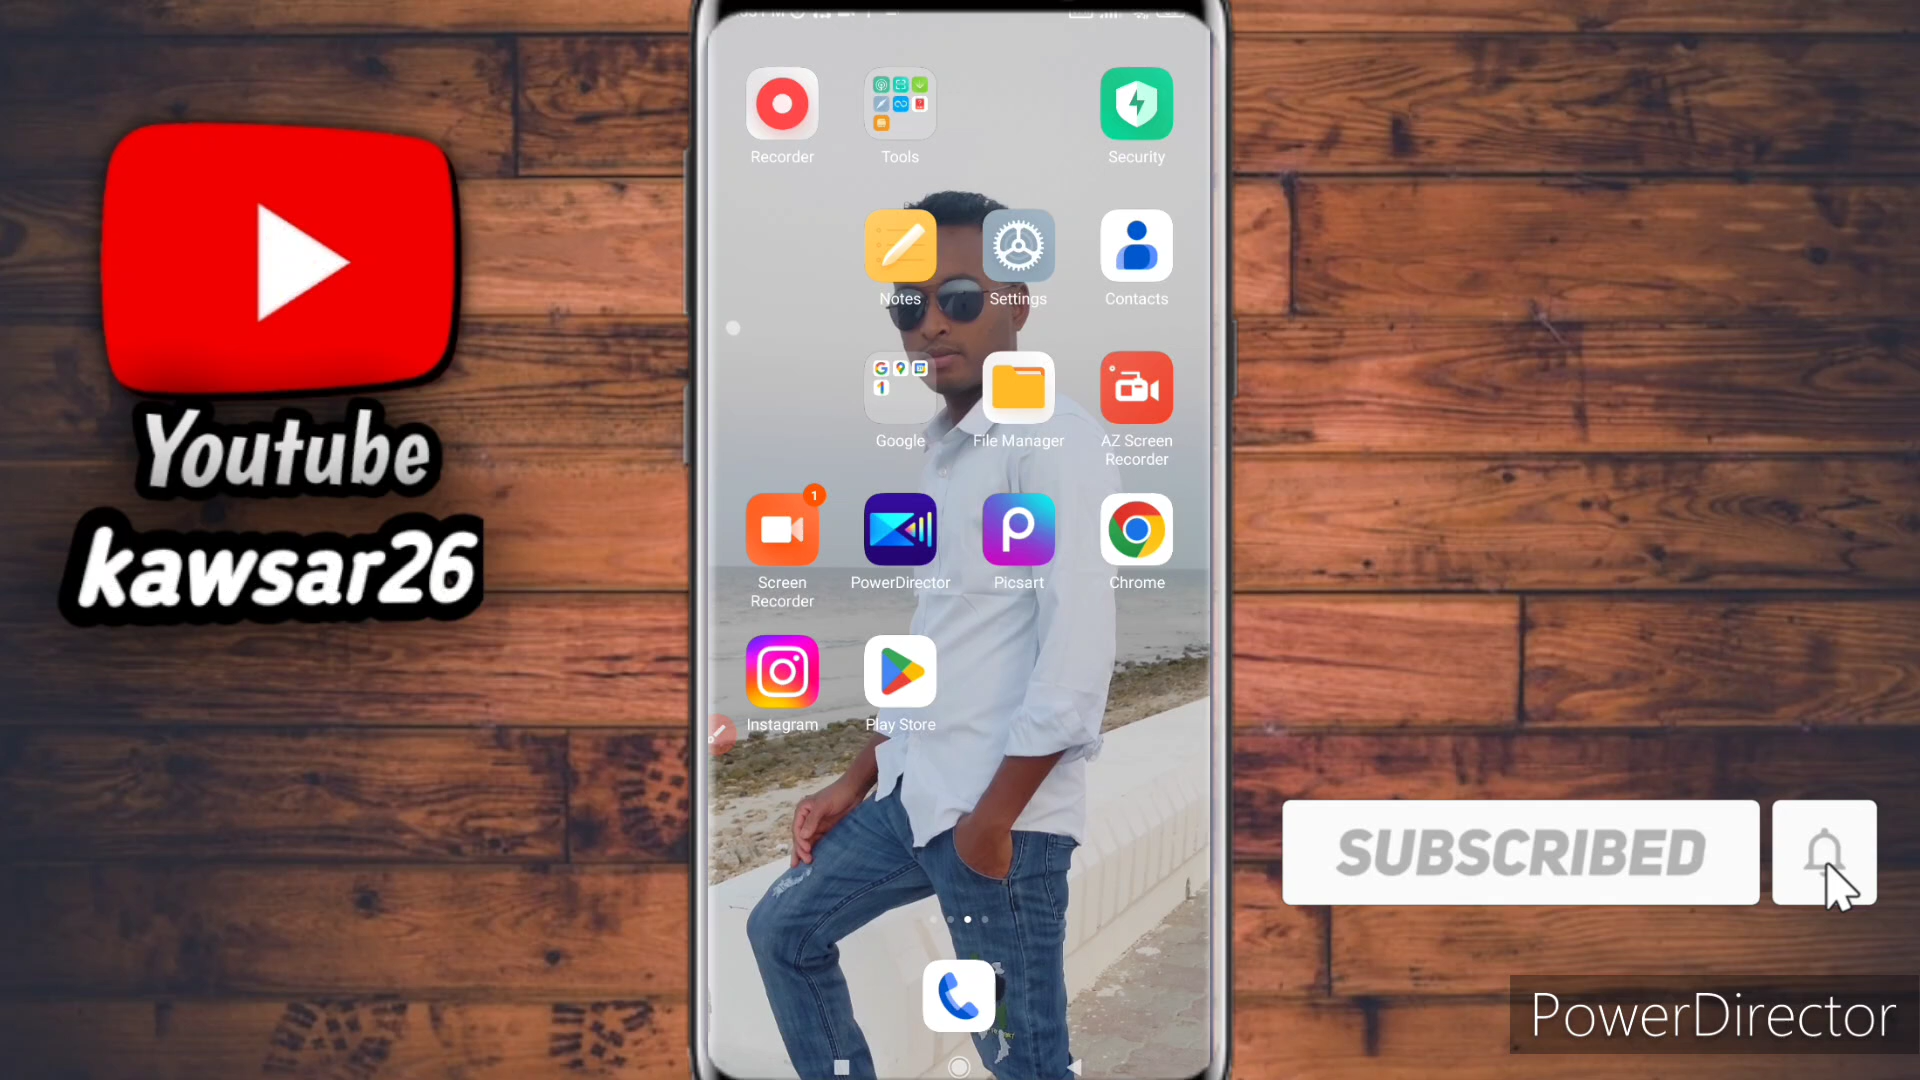 Recorder
Tools
Security
Notes
Settings
Contacts
Google
File Manager
AZ Screen
Recorder
1
Screen
Recorder
PowerDirector
Picsart
Chrome
Instagram
Play Store
Youtube
kawsar26
SUBSCRIBED
PowerDirector